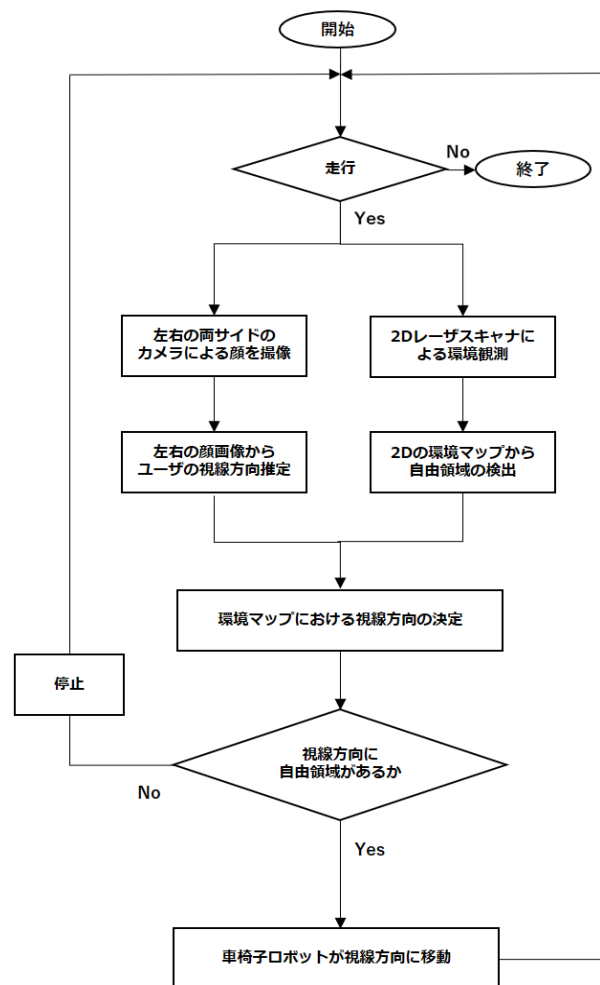 開始
走行
No
終了
Yes
左右の両サイドの
カメラによる顔を撮像
2Dレーザスキャナに
よる環境観測
左右の顔画像から
ユーザの視線方向推定
2Dの環境マップから
自由領域の検出
環境マップにおける視線方向の決定
停止
視線方向に
自由領域があるか
No
Yes
車椅子ロボットが視線方向に移動